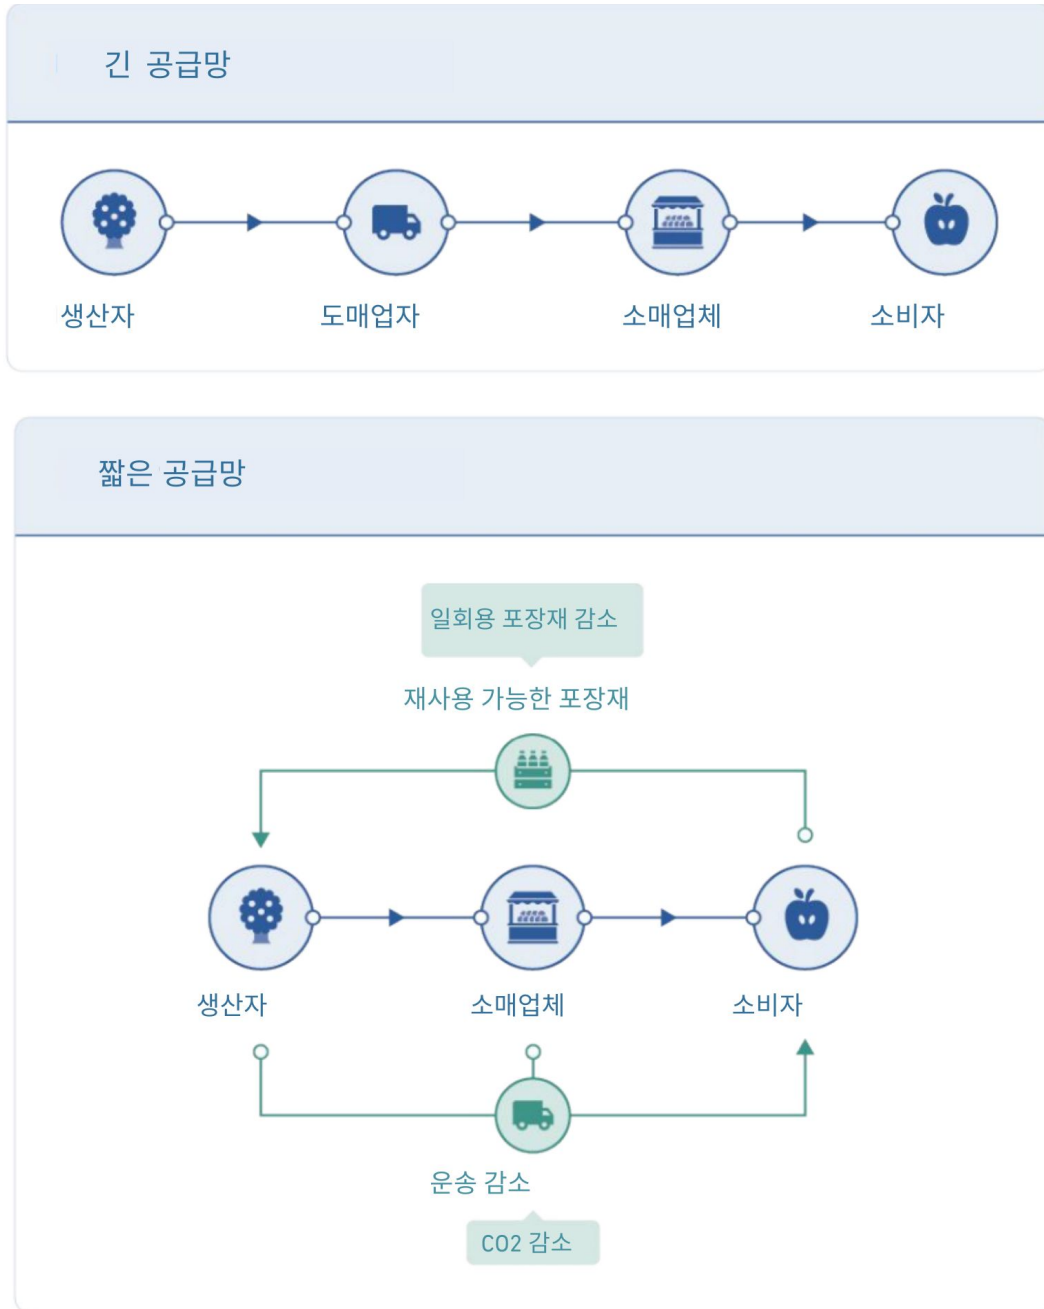 긴 공급망
생산자 도매업자 소매업체 소비자
짧은 공급망
일회용 포장재 감소
재사용 가능한 포장재
생산자 소매업체 소비자
운송 감소
CO2 감소